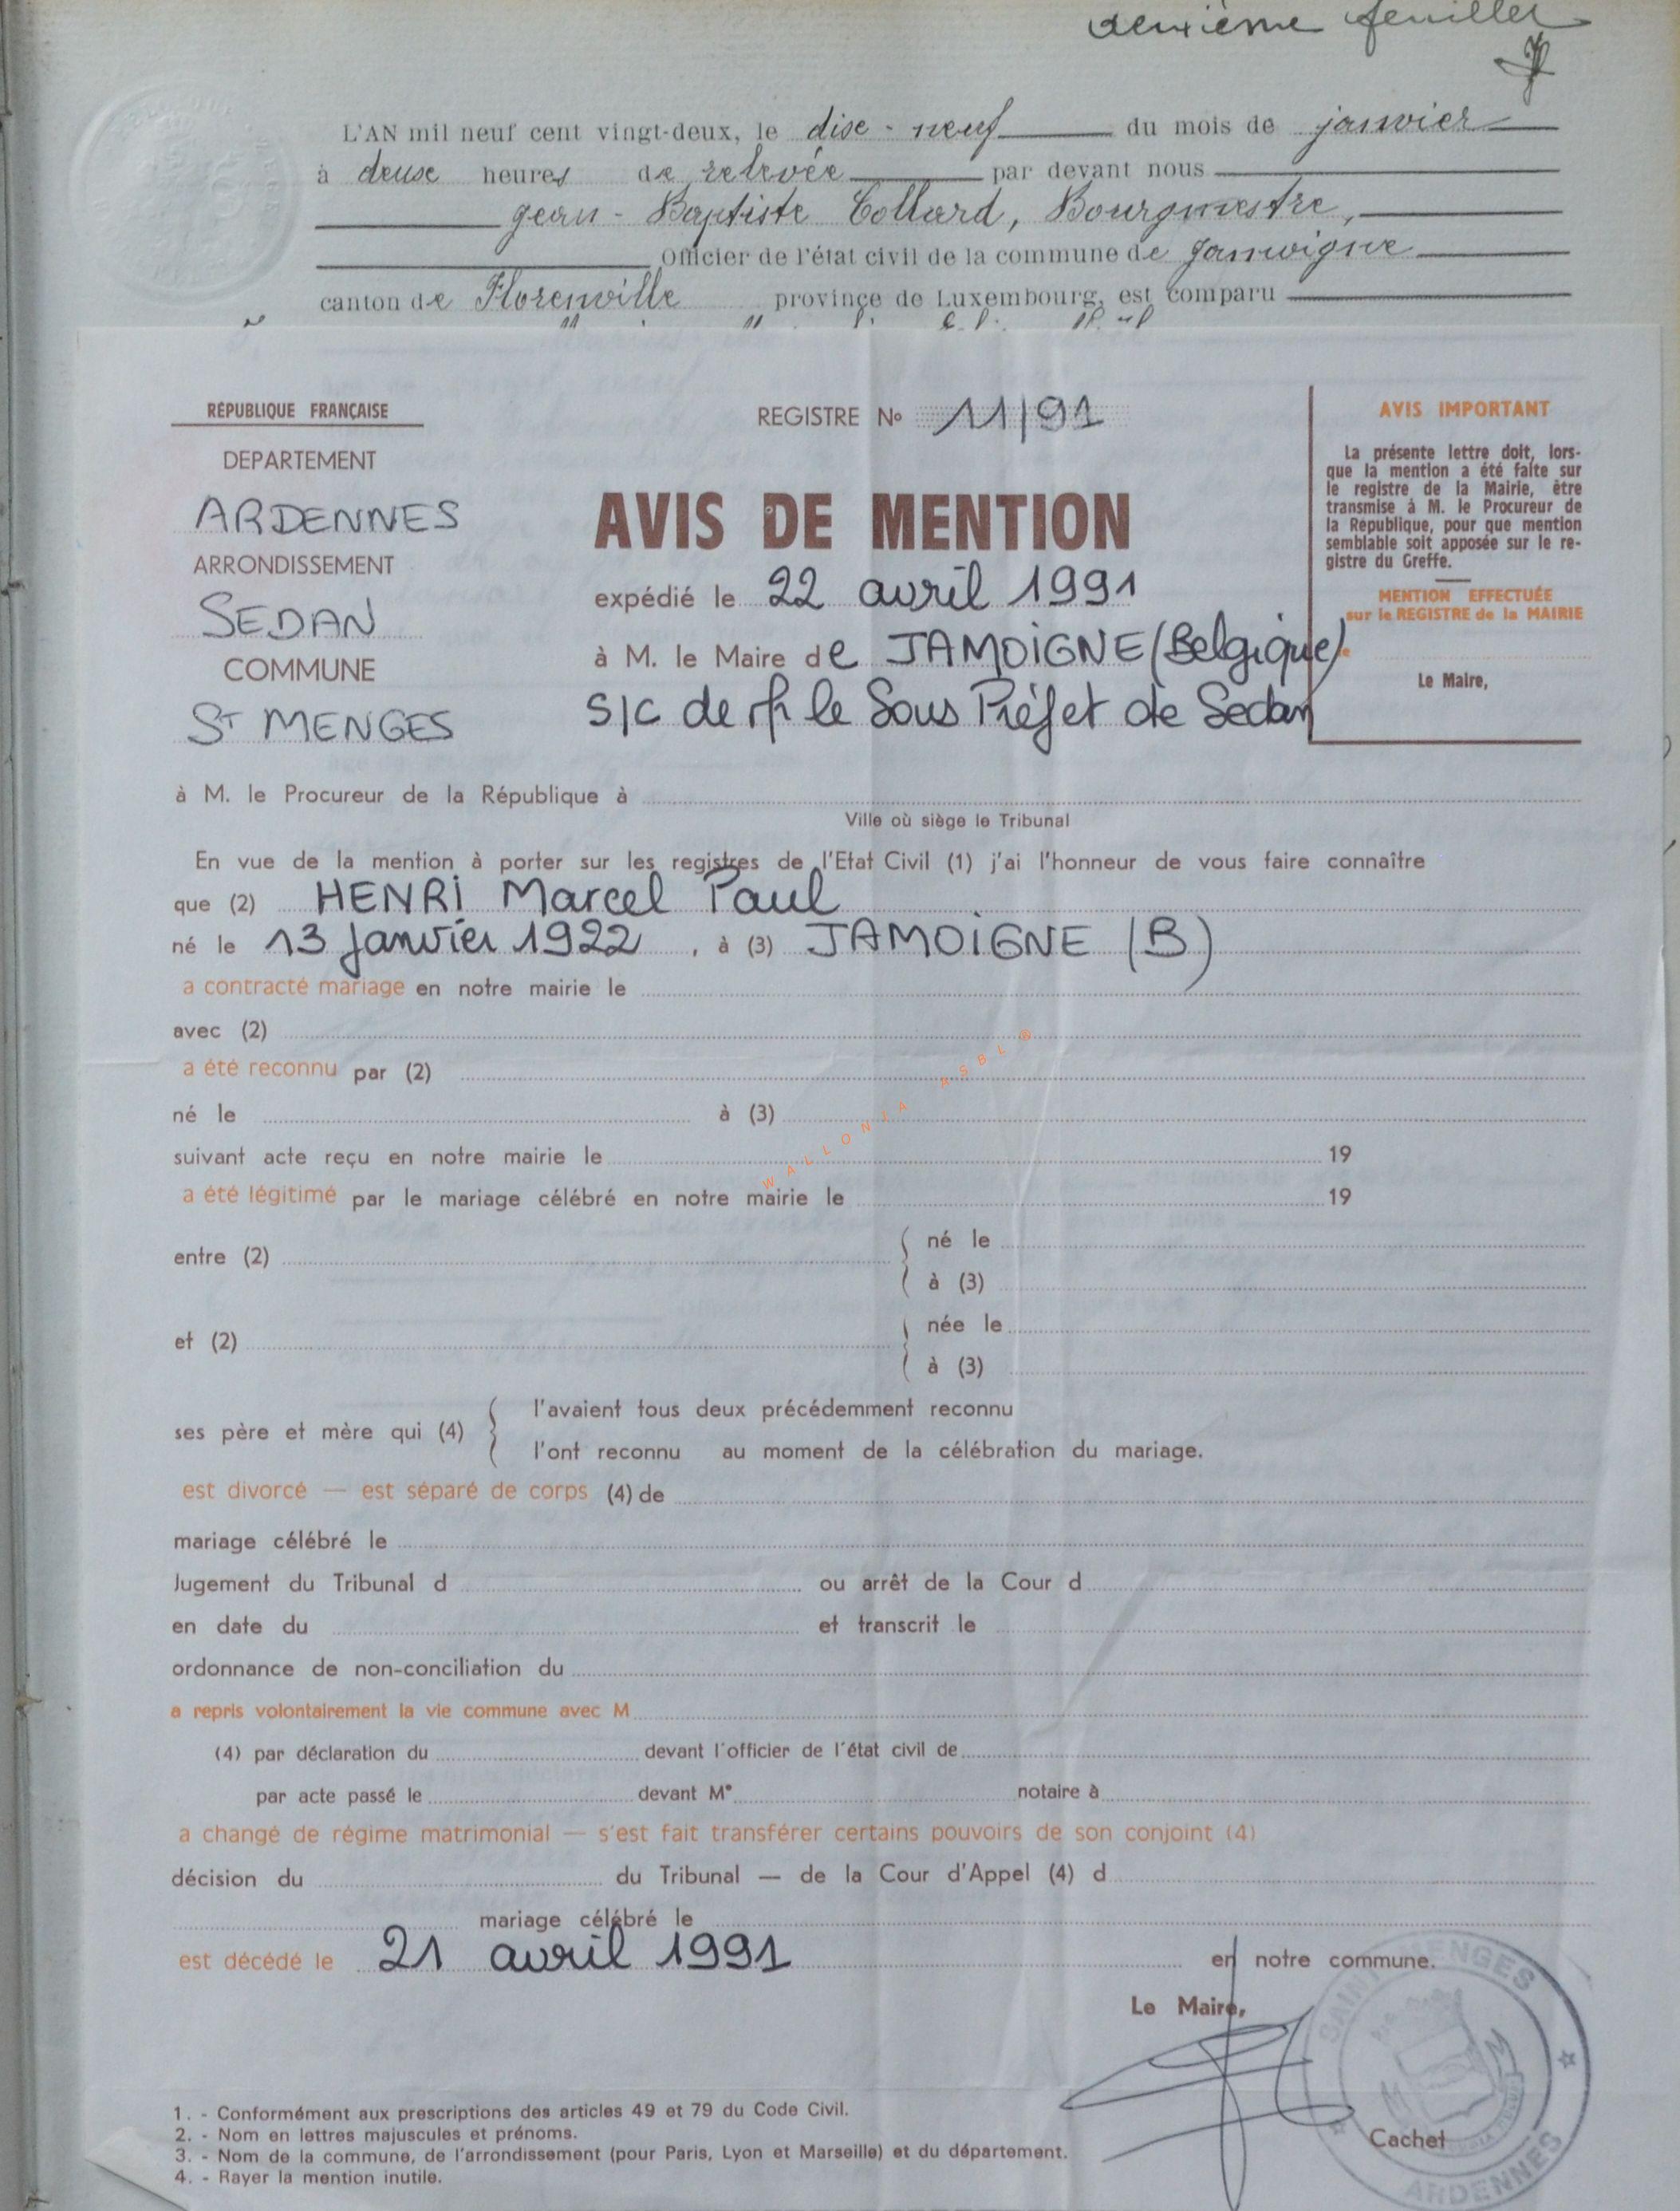 deuxième feuillet
L'AN mil neuf cent vingt-deux, le dix-neuf du mois de janvier
à deux heures de relevée par devant nous
Jean-Baptiste Collard, Bourgmestre,
Officier de l'état civil de la commune de Jamoigne
canton de Florenville province de Luxembourg, est comparu
RÉPUBLIQUE FRANÇAISE
REGISTRE No 11/91
DEPARTEMENT
ARDENNES
ARRONDISSEMENT
SEDAN
COMMUNE
ST MENGES
AVIS DE MENTION
expédié le 22 avril 1991
à M. le Maire de JAMOIGNE (Belgique)
S/C de M le Sous Préfet de Sedan
AVIS IMPORTANT
La présente lettre doit, lors-
que la mention a été faite sur
le registre de la Mairie, être
transmise à M. le Procureur de
la République, pour que mention
semblable soit apposée sur le re-
gistre du Greffe.
MENTION EFFECTUÉE
sur le REGISTRE de la MAIRIE
Le Maire,
à M. le Procureur de la République à
Ville où siège le Tribunal
En vue de la mention à porter sur les registres de l'Etat Civil (1) j'ai l'honneur de vous faire connaître
que (2) HENRI Marcel Paul
né le 13 janvier 1922, à (3) JAMOIGNE (B)
a contracté mariage en notre mairie le
avec (2)
a été reconnu par (2)
né le à (3)
suivant acte reçu en notre mairie le 19
a été légitimé par le mariage célébré en notre mairie le 19
entre (2) né le
à (3)
et (2) née le
à (3)
ses père et mère qui (4) l'avaient tous deux précédemment reconnu
l'ont reconnu au moment de la célébration du mariage.
est divorcé — est séparé de corps (4) de
mariage célébré le
Jugement du Tribunal d ou arrêt de la Cour d
en date du et transcrit le
ordonnance de non-conciliation du
a repris volontairement la vie commune avec M
(4) par déclaration du devant l'officier de l'état civil de
par acte passé le devant Me notaire à
a changé de régime matrimonial — s'est fait transférer certains pouvoirs de son conjoint (4)
décision du du Tribunal — de la Cour d'Appel (4) d
mariage célébré le
est décédé le 21 avril 1991 en notre commune.
Le Maire,
SAINT MENGES
ARDENNES
Cachet
1. - Conformément aux prescriptions des articles 49 et 79 du Code Civil.
2. - Nom en lettres majuscules et prénoms.
3. - Nom de la commune, de l'arrondissement (pour Paris, Lyon et Marseille) et du département.
4. - Rayer la mention inutile.
WALLONIA ASBL ®